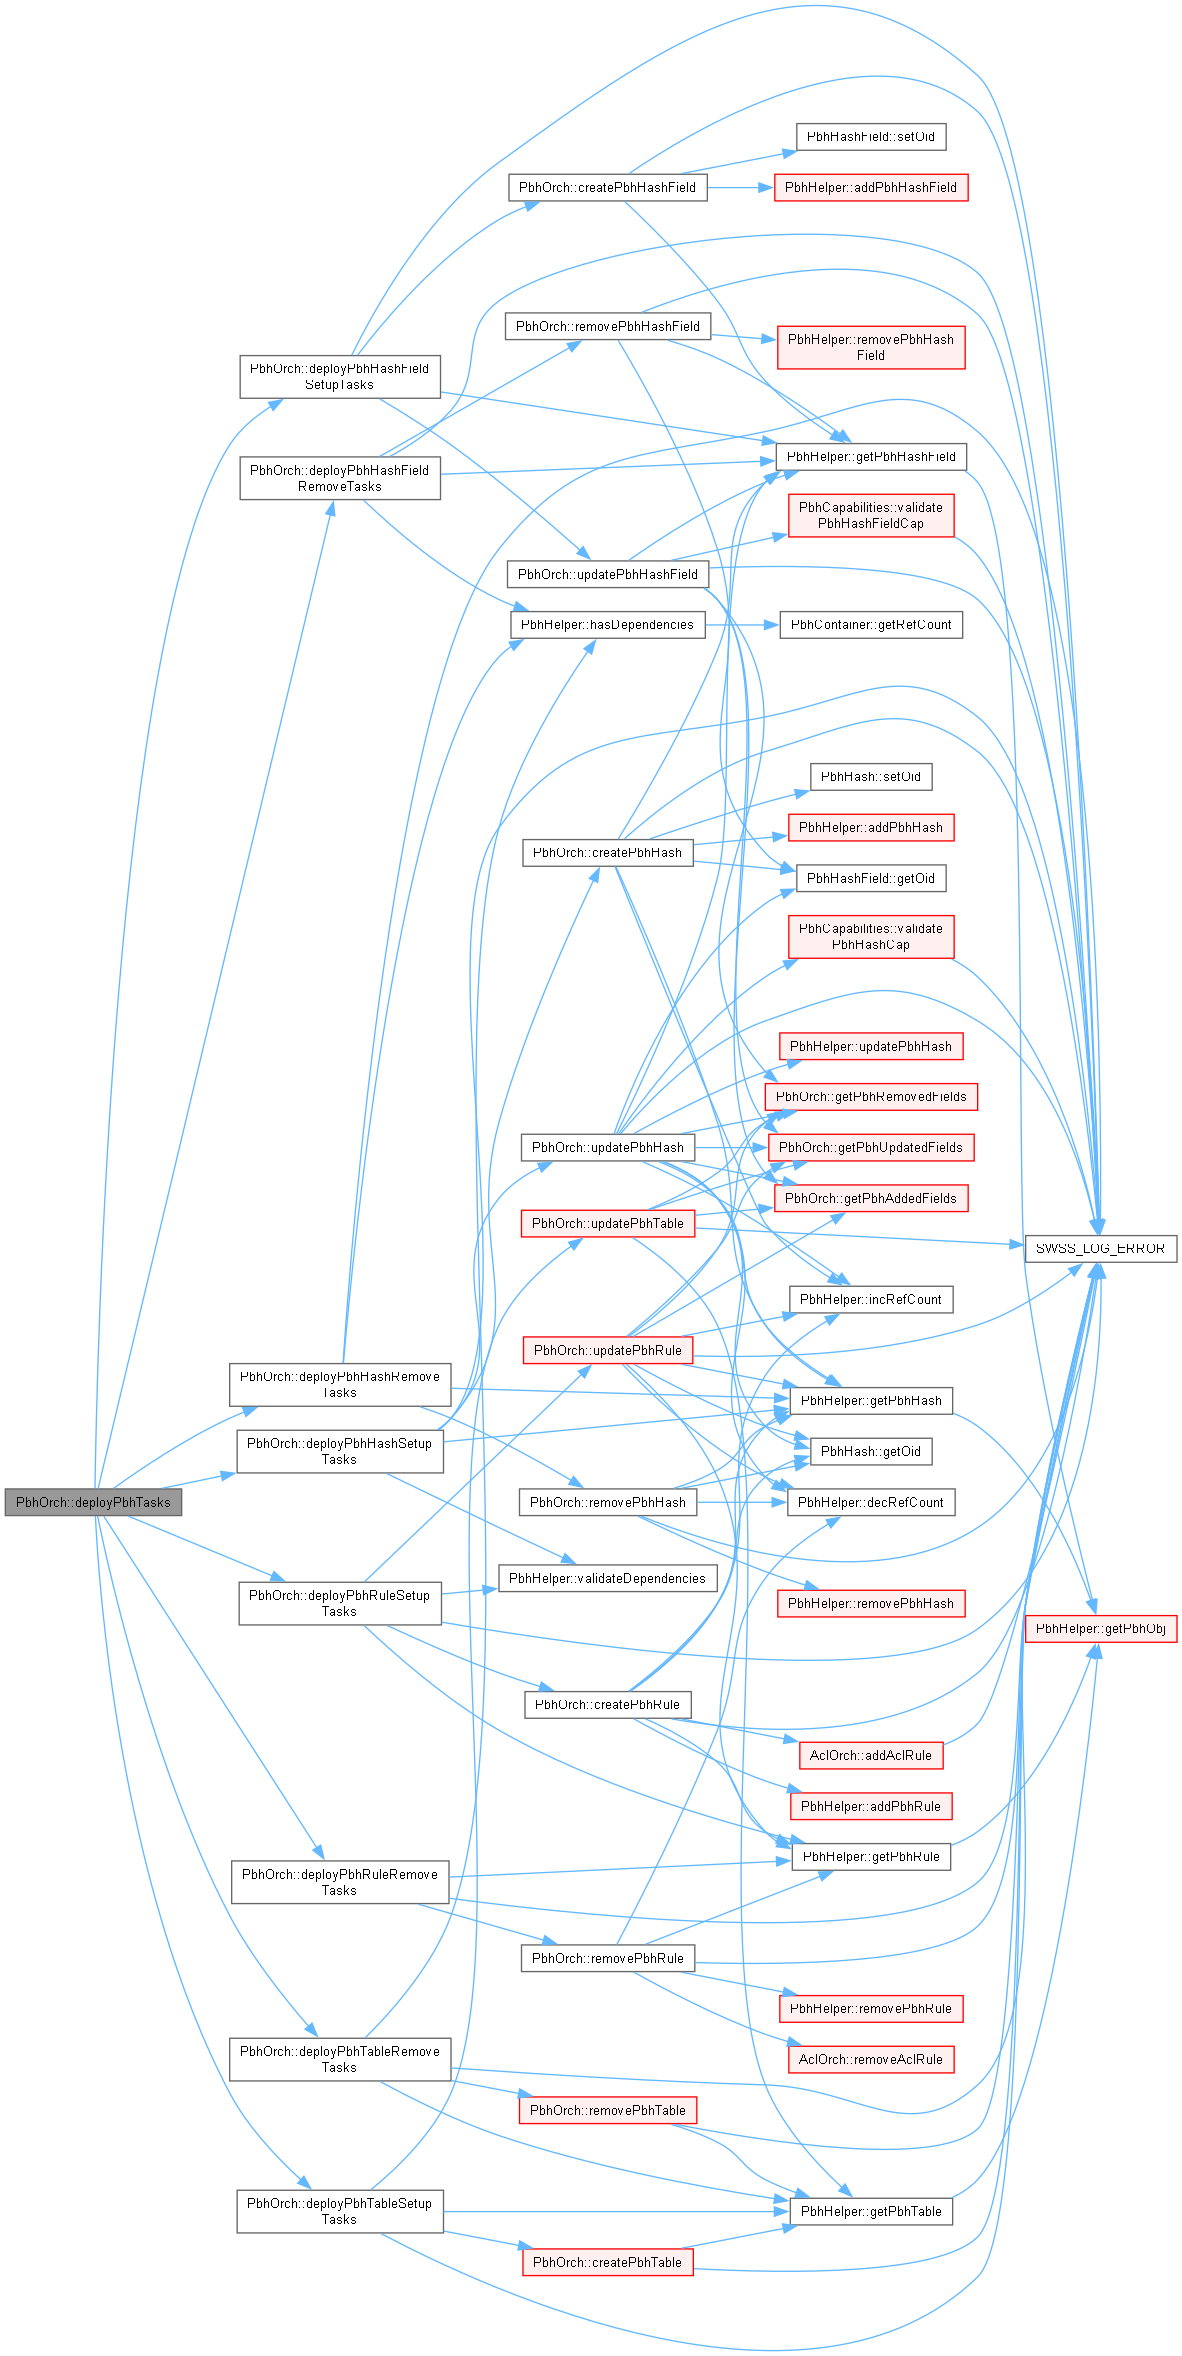 PbhHashField::setOid
PbhOrch::createPbhHashField
PbhHelper::addPbhHashField
PbhOrch::removePbhHashField
PbhHelper::removePbhHash
Field
PbhOrch::deployPbhHashField
SetupTasks
PbhHelper::getPbhHashField
PbhOrch::deployPbhHashField
RemoveTasks
PbhCapabilities::validate
PbhHashFieldCap
PbhOrch::updatePbhHashField
PbhHelper::hasDependencies
PbhContainer::getRefCount
PbhHash::setOid
PbhHelper::addPbhHash
PbhOrch::createPbhHash
PbhHashField::getOid
PbhCapabilities::validate
PbhHashCap
PbhHelper::updatePbhHash
PbhOrch::getPbhRemovedFields
PbhOrch::updatePbhHash
PbhOrch::getPbhUpdatedFields
PbhOrch::getPbhAddedFields
PbhOrch::updatePbhTable
SWSS_LOG_ERROR
PbhHelper::incRefCount
PbhOrch::updatePbhRule
PbhOrch::deployPbhHashRemove
Tasks
PbhHelper::getPbhHash
PbhOrch::deployPbhHashSetup
Tasks
PbhHash::getOid
PbhOrch::deployPbhTasks
PbhOrch::removePbhHash
PbhHelper::decRefCount
PbhHelper::validateDependencies
PbhOrch::deployPbhRuleSetup
Tasks
PbhHelper::removePbhHash
PbhHelper::getPbhObj
PbhOrch::createPbhRule
AclOrch::addAclRule
PbhHelper::addPbhRule
PbhHelper::getPbhRule
PbhOrch::deployPbhRuleRemove
Tasks
PbhOrch::removePbhRule
PbhHelper::removePbhRule
PbhOrch::deployPbhTableRemove
Tasks
AclOrch::removeAclRule
PbhOrch::removePbhTable
PbhOrch::deployPbhTableSetup
Tasks
PbhHelper::getPbhTable
PbhOrch::createPbhTable